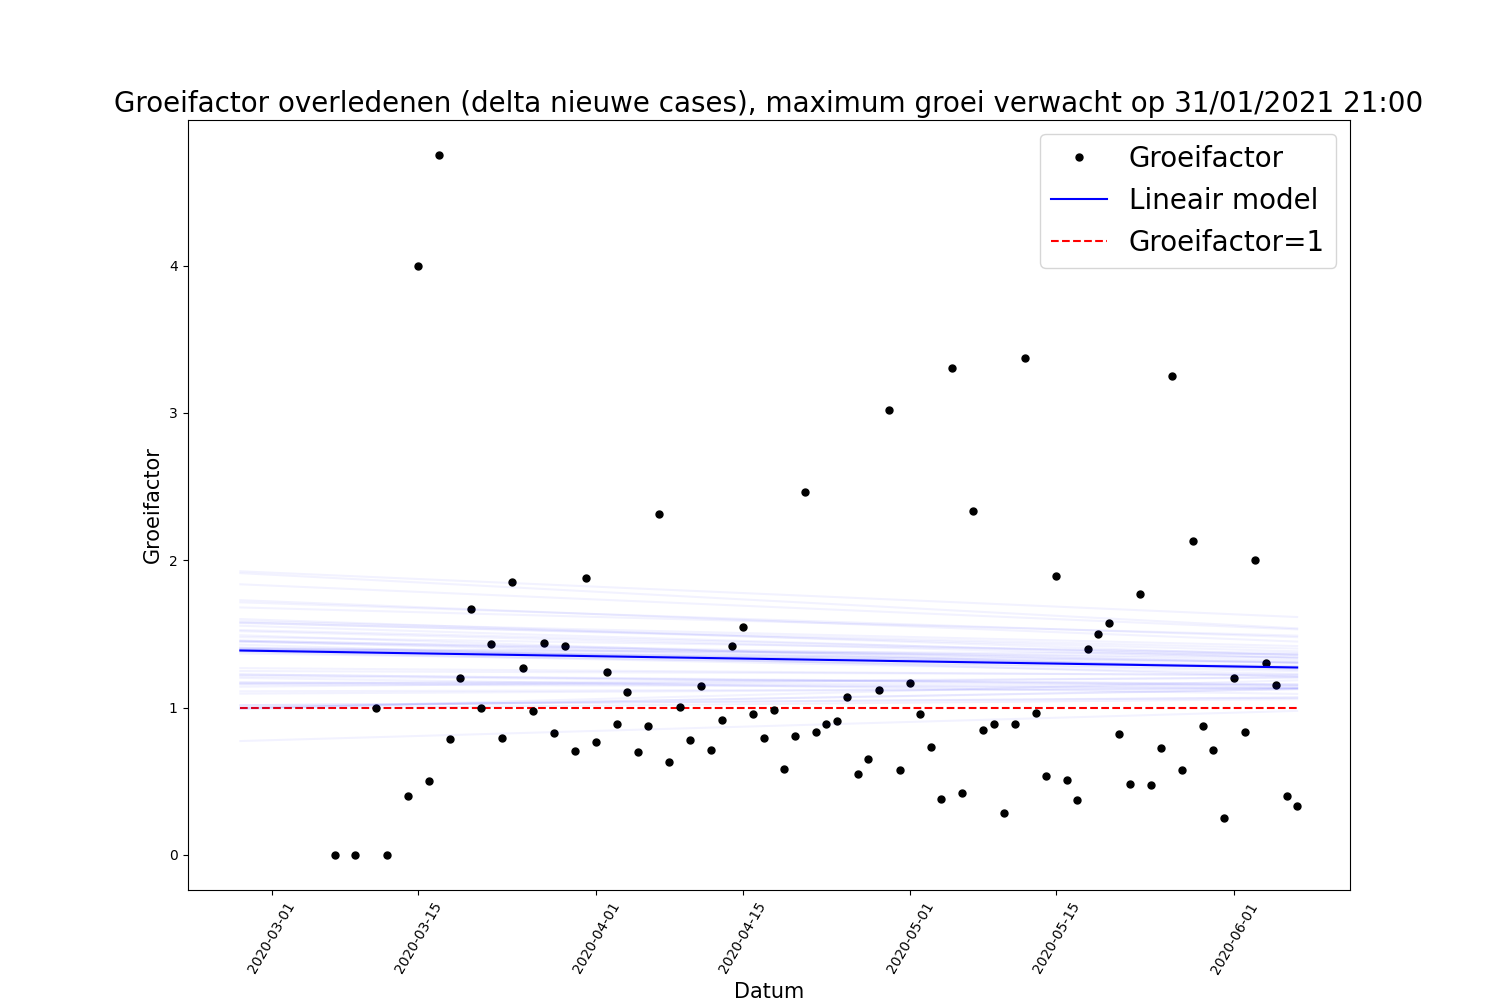 Groeifactor overledenen (delta nieuwe cases), maximum groei verwacht op 31/01/2021 21:00
Groeifactor
Lineair model
Groeifactor=1
Groeifactor
4
3
2
1
0
2020-03-01
2020-03-15
2020-04-01
2020-04-15
2020-05-01
2020-05-15
2020-06-01
Datum